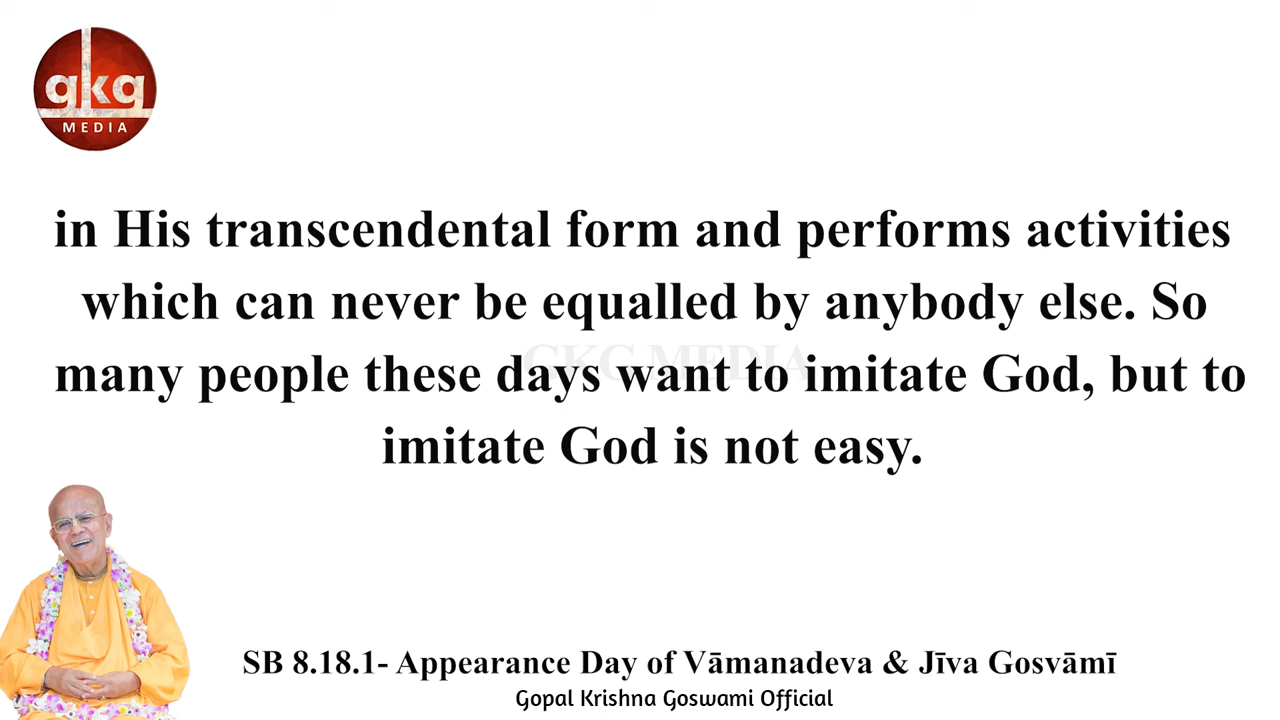 gkg
MEDIA
in His transcendental form and performs activities
which can never be equalled by anybody else. So
GKG MEDIA
many people these days want to imitate God, but to
imitate God is not easy.
SB 8.18.1- Appearance Day of Vāmanadeva & Jīva Gosvāmī
Gopal Krishna Goswami Official